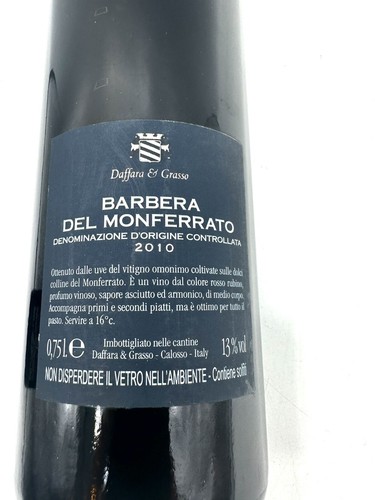 Daffara & Grasso
BARBERA
DEL MONFERRATO
DENOMINAZIONE D'ORIGINE CONTROLLATA
2010
Ottenuto dalle uve del vitigno omonimo coltivate sulle dolci
colline del Monferrato. È un vino dal colore rosso rubino,
profumo vinoso, sapore asciutto ed armonico, di medio corpo.
Accompagna primi e secondi piatti, ma è ottimo per tutto il
pasto. Servire a 16°c.
0,75 l. e Imbottigliato nelle cantine 13% vol
Daffara & Grasso - Calosso - Italy
NON DISPERDERE IL VETRO NELL'AMBIENTE - Contiene solfiti